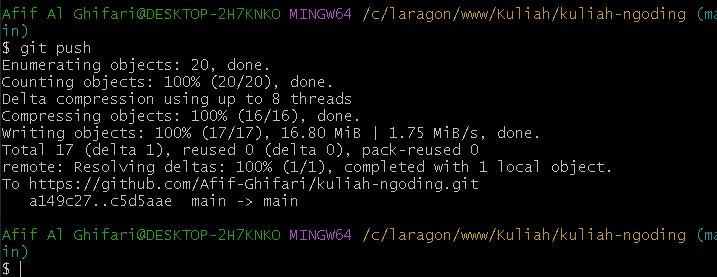 Afif Al Ghifari@DESKTOP-2H7KNKO MINGW64 /c/laragon/www/Kuliah/kuliah-ngoding (ma
in)
$ git push
Enumerating objects: 20, done.
Counting objects: 100% (20/20), done.
Delta compression using up to 8 threads
Compressing objects: 100% (16/16), done.
Writing objects: 100% (17/17), 16.80 MiB | 1.75 MiB/s, done.
Total 17 (delta 1), reused 0 (delta 0), pack-reused 0
remote: Resolving deltas: 100% (1/1), completed with 1 local object.
To https://github.com/Afif-Ghifari/kuliah-ngoding.git
   a149c27..c5d5aae  main -> main
Afif Al Ghifari@DESKTOP-2H7KNKO MINGW64 /c/laragon/www/Kuliah/kuliah-ngoding (ma
in)
$